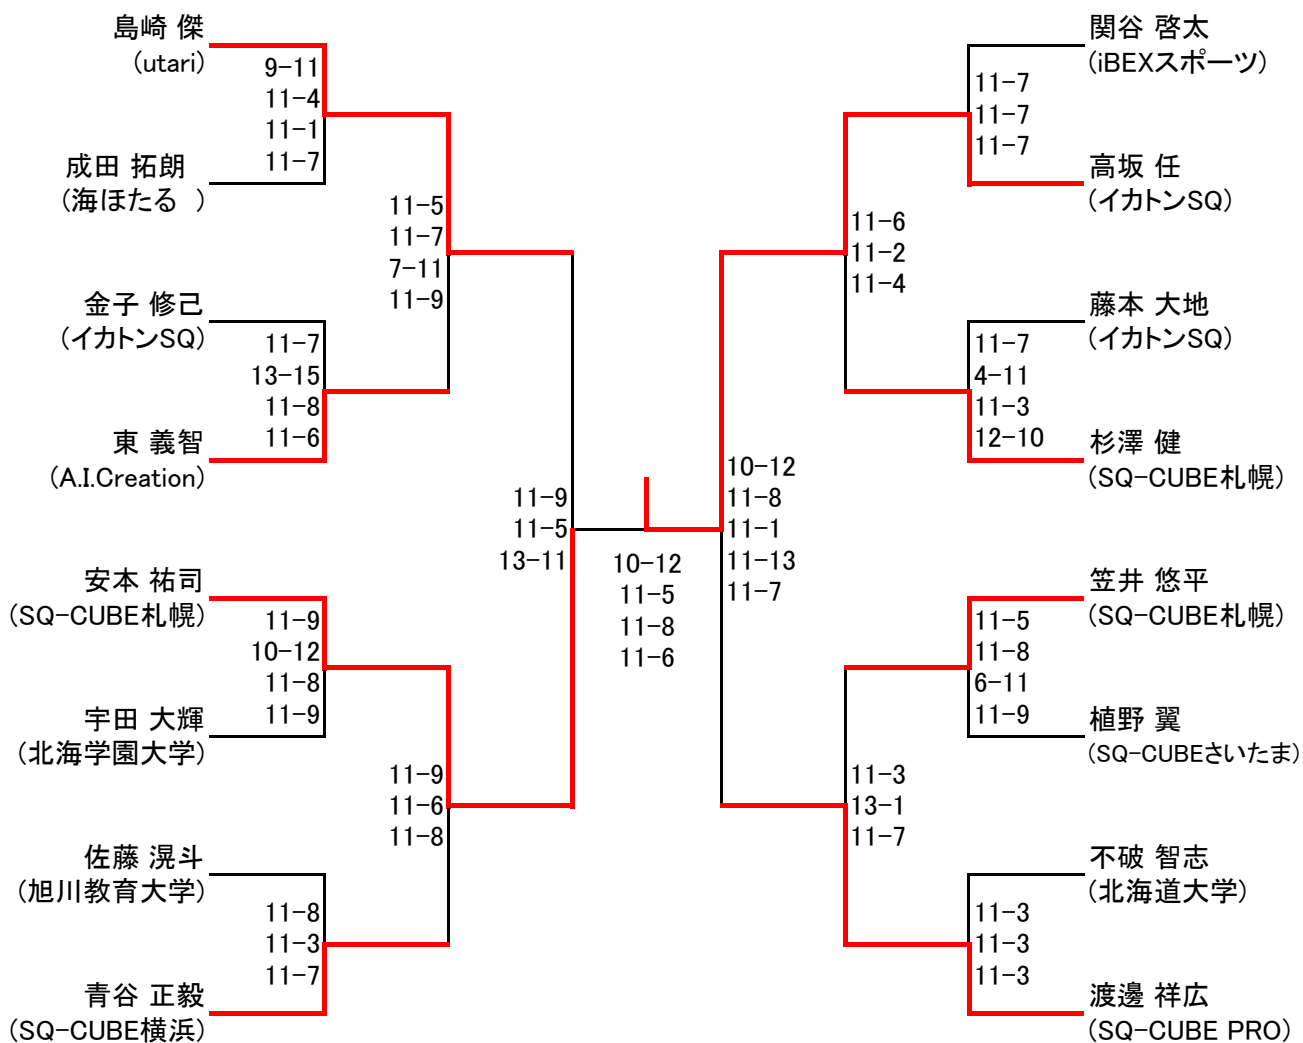 島崎 傑
(utari)
9-11
11-4
11-1
11-7
成田 拓朗
(海ほたる )
11-5
11-7
7-11
11-9
金子 修己
(イカトンSQ)
11-7
13-15
11-8
11-6
東 義智
(A.I.Creation)
11-9
11-5
13-11
安本 祐司
(SQ-CUBE札幌)
11-9
10-12
11-8
11-9
宇田 大輝
(北海学園大学)
11-9
11-6
11-8
佐藤 滉斗
(旭川教育大学)
11-8
11-3
11-7
青谷 正毅
(SQ-CUBE横浜)
10-12
11-5
11-8
11-6
関谷 啓太
(iBEXスポーツ)
11-7
11-7
11-7
高坂 任
(イカトンSQ)
11-6
11-2
11-4
藤本 大地
(イカトンSQ)
11-7
4-11
11-3
12-10
杉澤 健
(SQ-CUBE札幌)
10-12
11-8
11-1
11-13
11-7
笠井 悠平
(SQ-CUBE札幌)
11-5
11-8
6-11
11-9
植野 翼
(SQ-CUBEさいたま)
11-3
13-1
11-7
不破 智志
(北海道大学)
11-3
11-3
11-3
渡邊 祥広
(SQ-CUBE PRO)